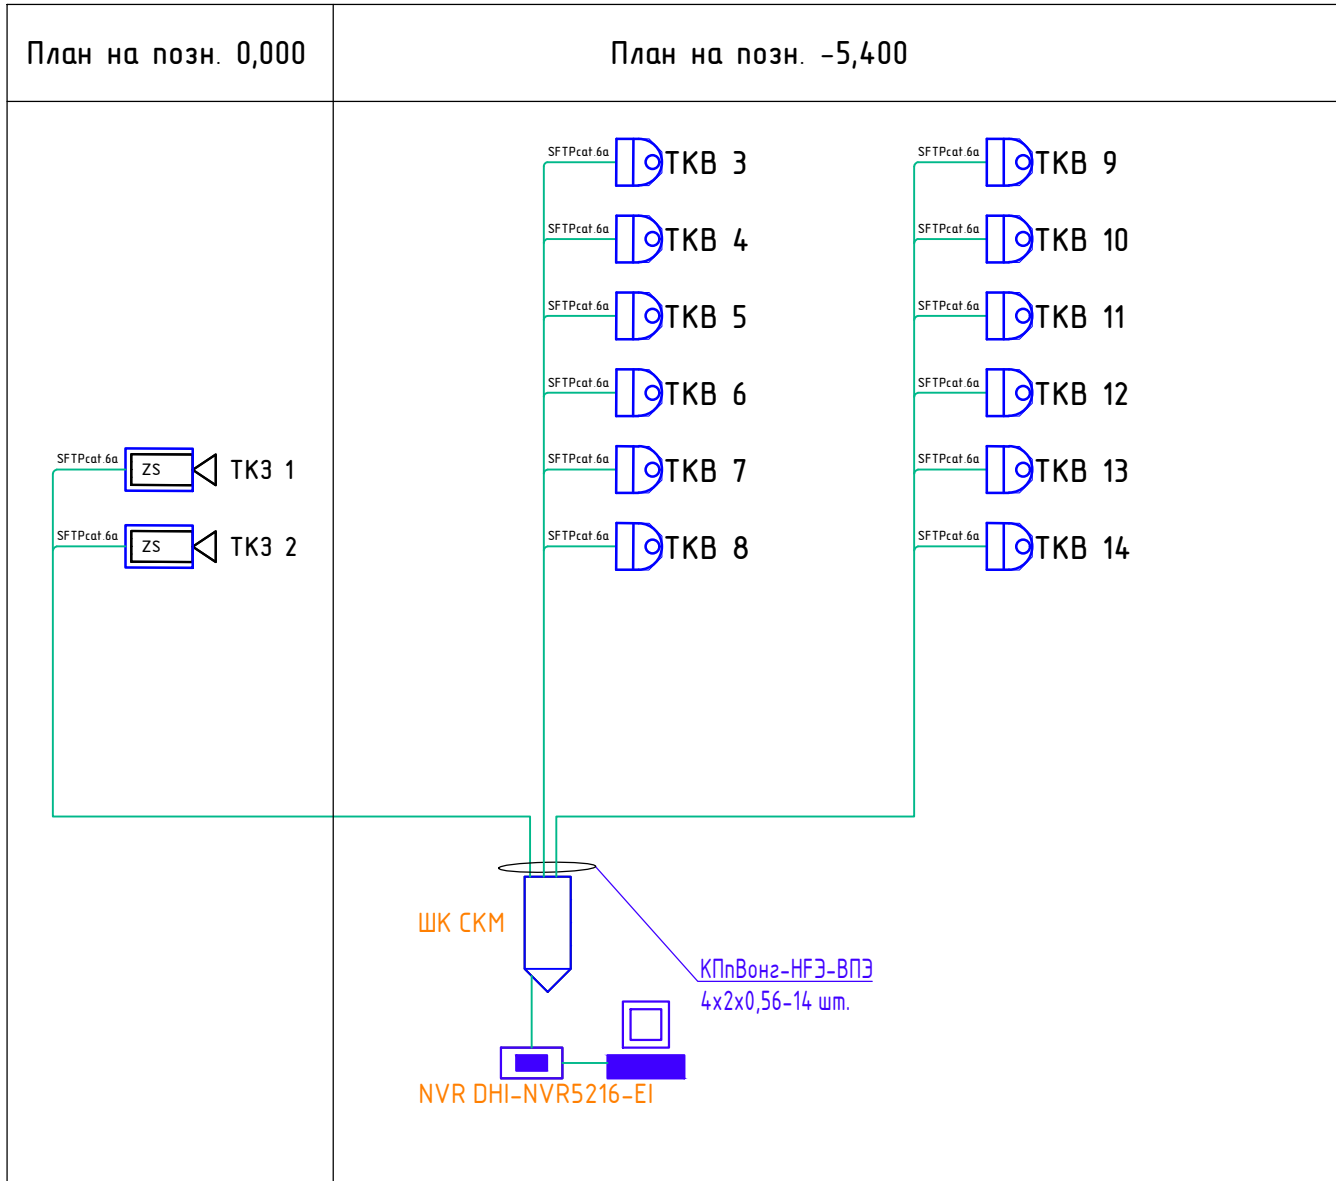 План на позн. 0,000
План на позн. -5,400
SFTPcat.6a
ТКЗ 1
ZS
SFTPcat.6a
ТКЗ 2
ZS
SFTPcat.6a
ТКВ 3
SFTPcat.6a
ТКВ 4
SFTPcat.6a
ТКВ 5
SFTPcat.6a
ТКВ 6
SFTPcat.6a
ТКВ 7
SFTPcat.6a
ТКВ 8
SFTPcat.6a
ТКВ 9
SFTPcat.6a
ТКВ 10
SFTPcat.6a
ТКВ 11
SFTPcat.6a
ТКВ 12
SFTPcat.6a
ТКВ 13
SFTPcat.6a
ТКВ 14
ШК СКМ
КПпВонг-HFЭ-ВПЭ
4х2х0,56-14 шт.
NVR DHI-NVR5216-EI